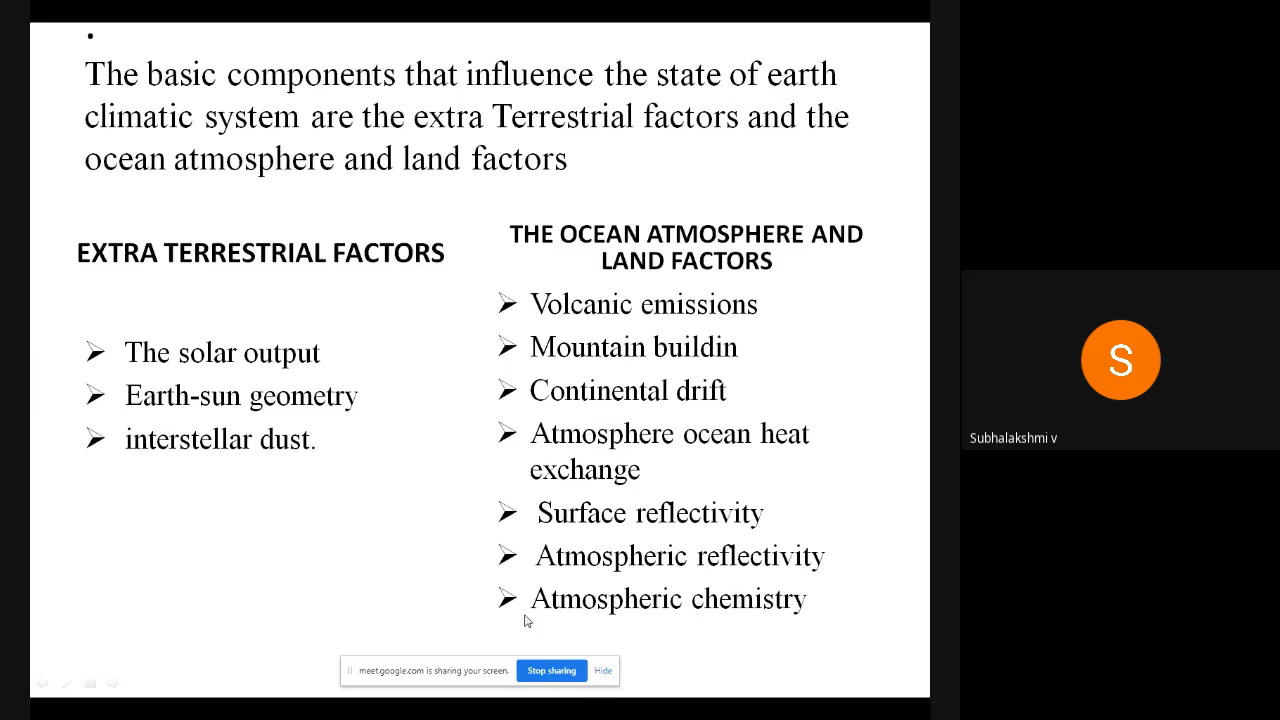 The basic components that influence the state of earth
climatic system are the extra Terrestrial factors and the
ocean atmosphere and land factors
EXTRA TERRESTRIAL FACTORS
The solar output
Earth-sun geometry
interstellar dust.
THE OCEAN ATMOSPHERE AND
LAND FACTORS
Volcanic emissions
Mountain buildin
Continental drift
Atmosphere ocean heat
exchange
Surface reflectivity
Atmospheric reflectivity
Atmospheric chemistry
meet.google.com is sharing your screen.
Stop sharing
Hide
S
Subhalakshmi v